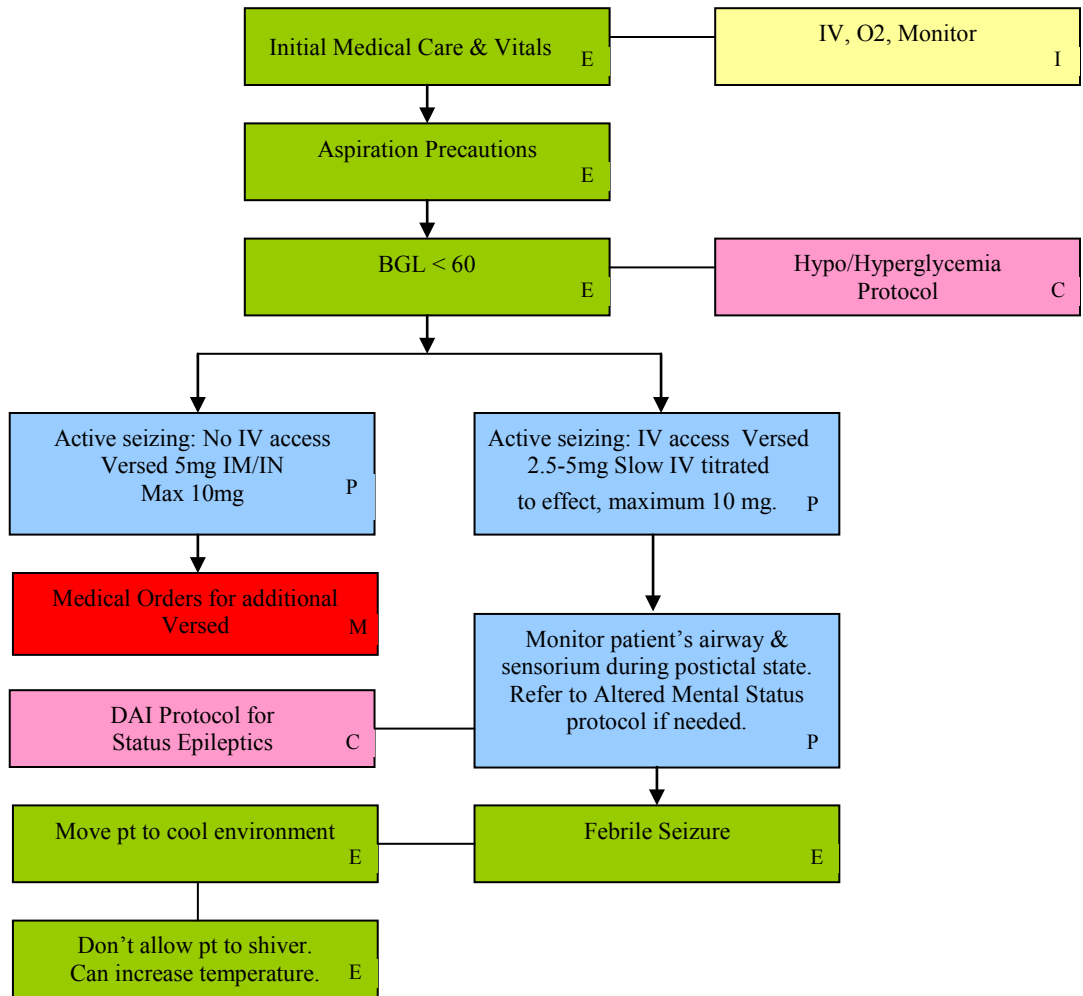 Initial Medical Care & Vitals
E
IV, O2, Monitor
I
Aspiration Precautions
E
BGL < 60
E
Hypo/Hyperglycemia
Protocol
C
Active seizing: No IV access
Versed 5mg IM/IN
Max 10mg
P
Active seizing: IV access Versed
2.5-5mg Slow IV titrated
to effect, maximum 10 mg.
P
Medical Orders for additional
Versed
M
Monitor patient's airway &
sensorium during postictal state.
Refer to Altered Mental Status
protocol if needed.
P
DAI Protocol for
Status Epileptics
C
Move pt to cool environment
E
Febrile Seizure
E
Don't allow pt to shiver.
Can increase temperature.
E